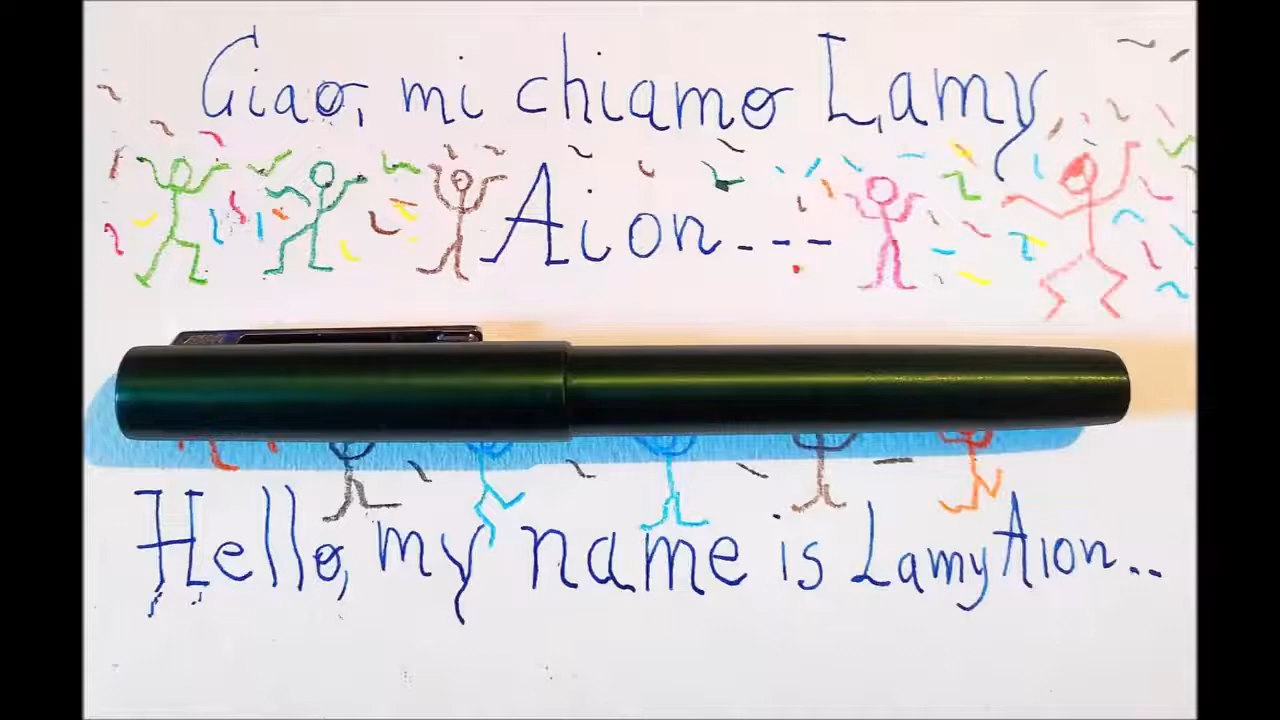 Ciao, mi chiamo Lamy
Aion---
Hello, my name is Lamy Aion..